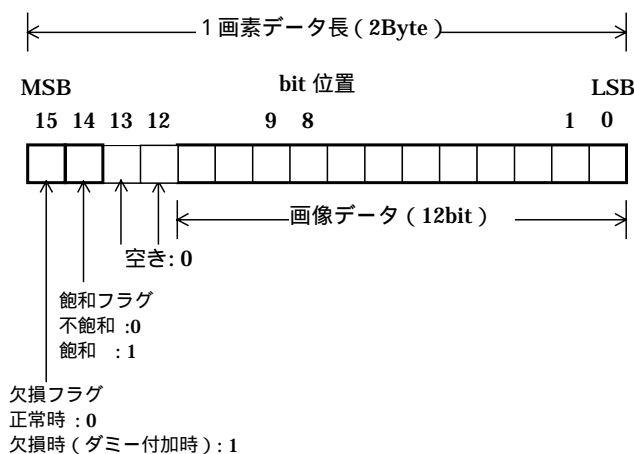 1画素データ長(2Byte)
MSB bit 位置 LSB
15 14 13 12 9 8 1 0
画像データ(12bit)
空き:0
飽和フラグ
不飽和 :0
飽和 :1
欠損フラグ
正常時:0
欠損時(ダミー付加時):1